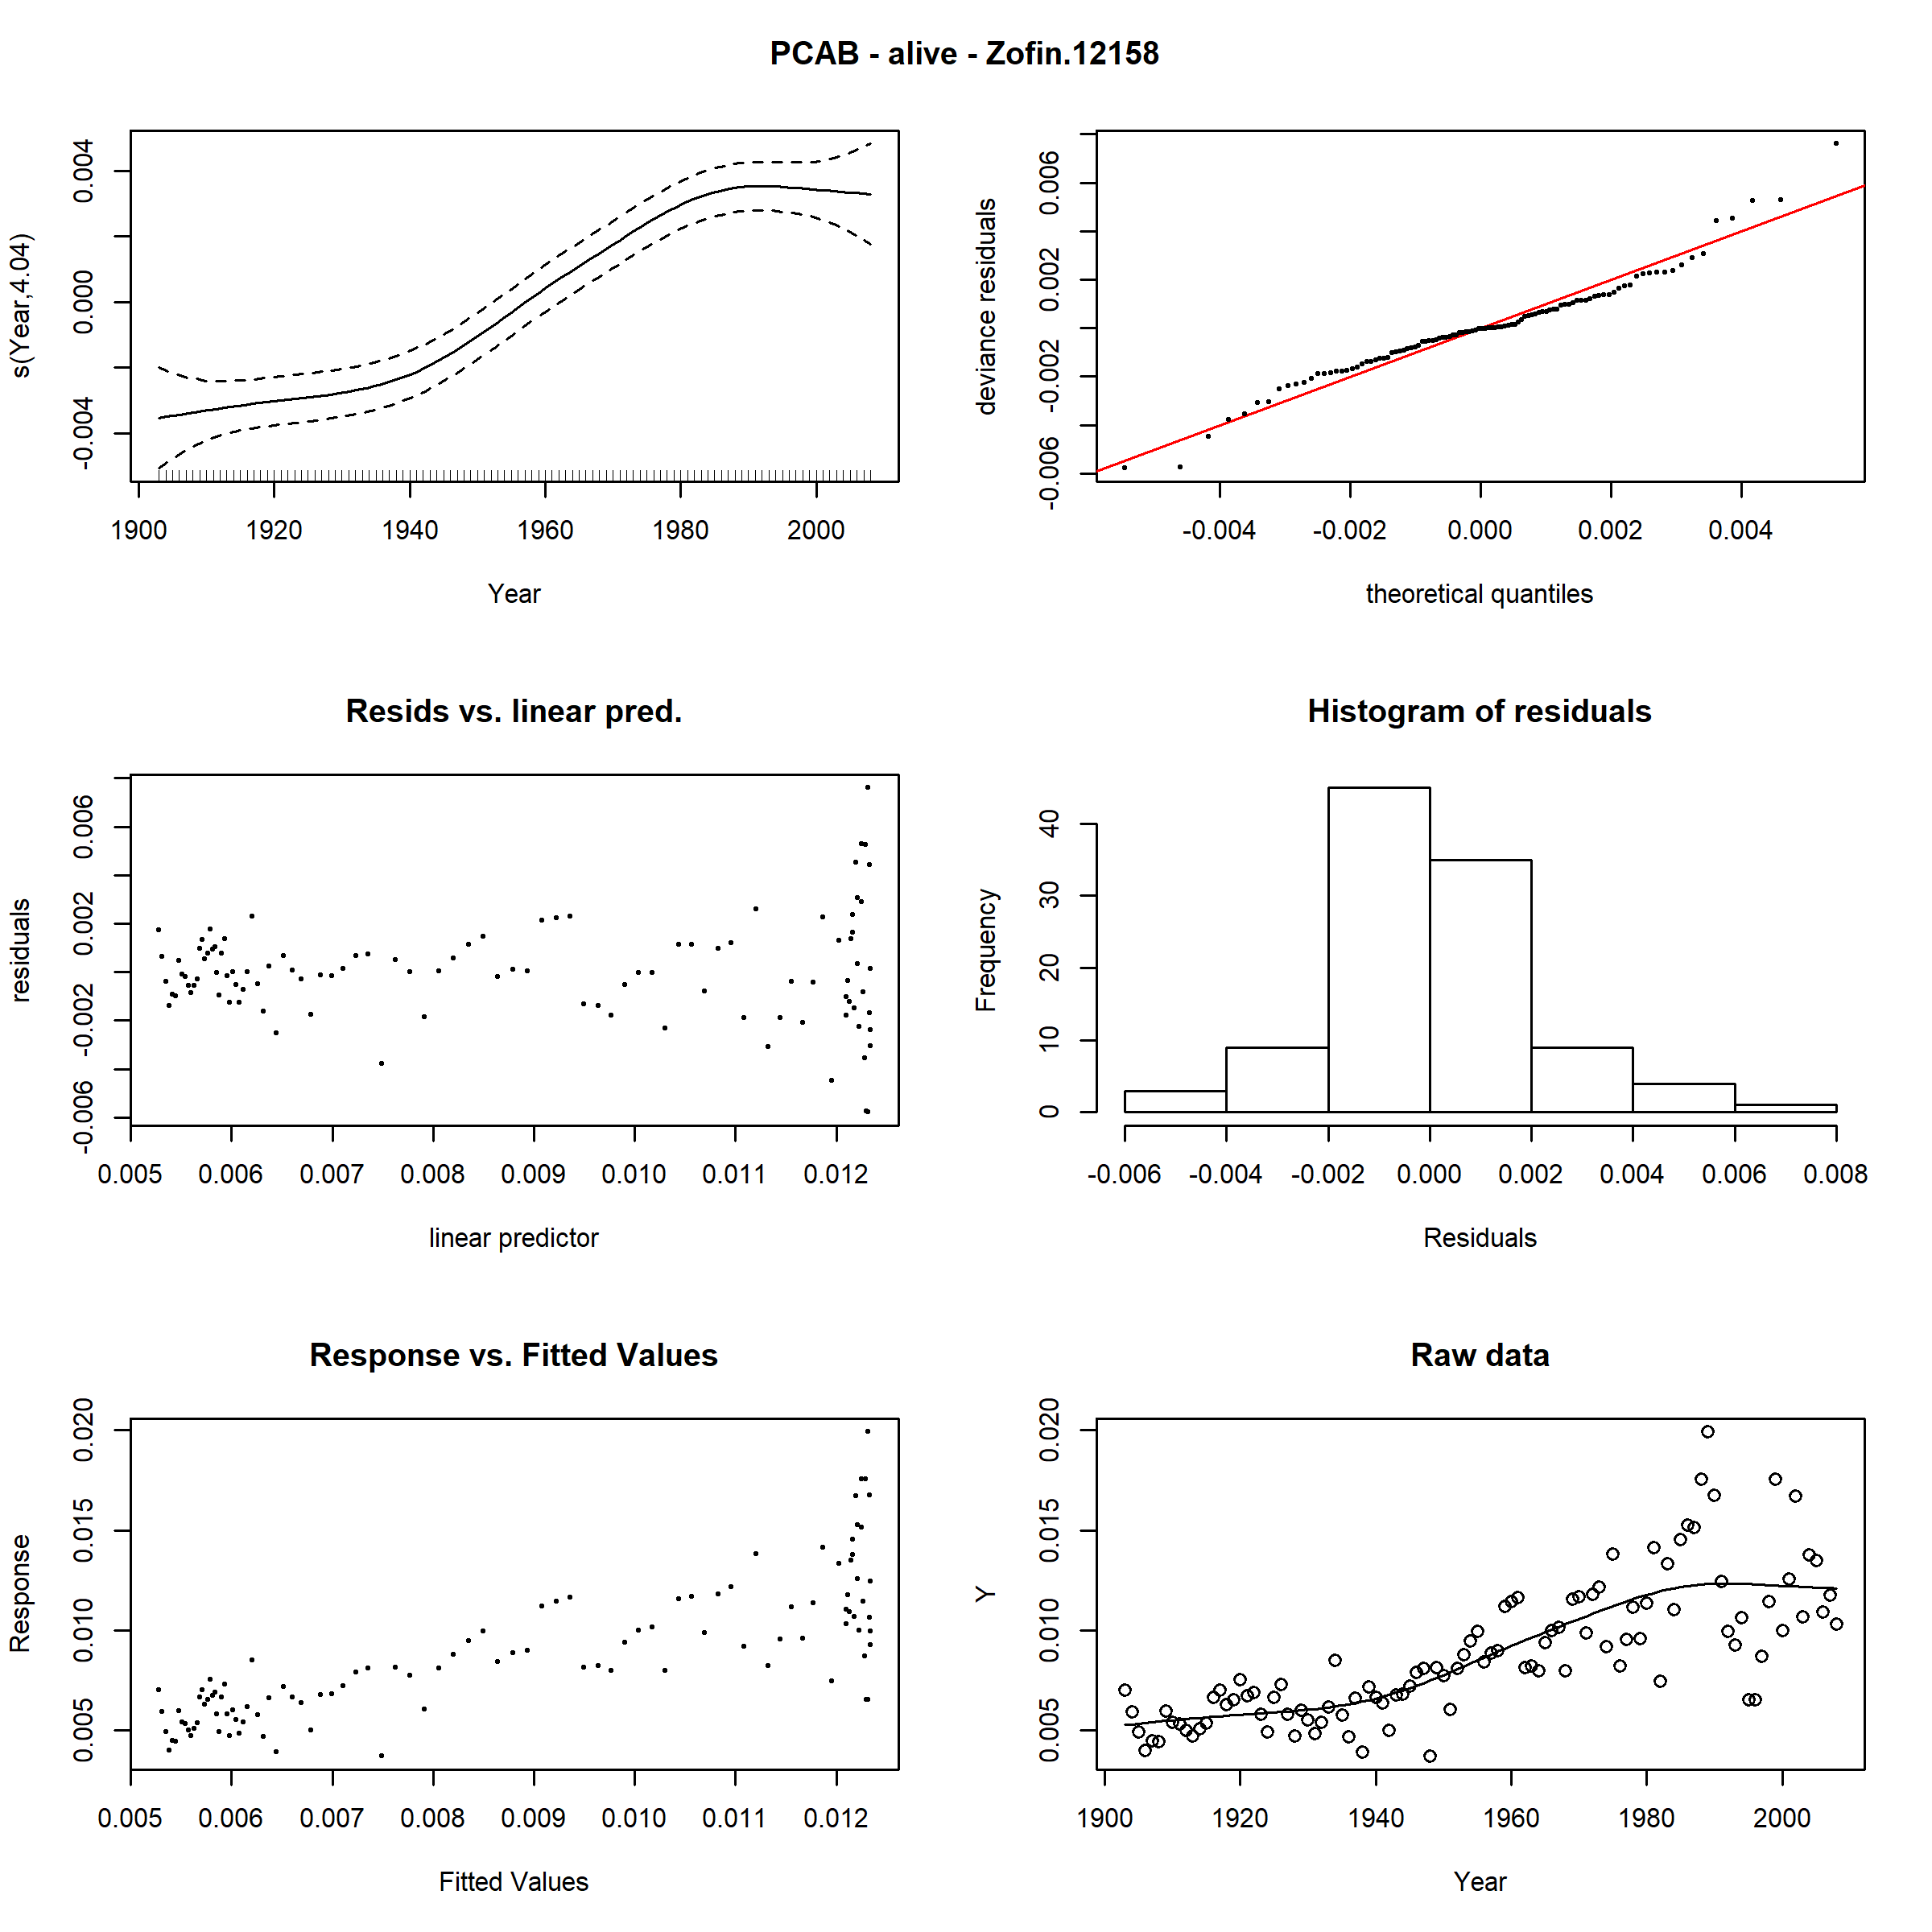 PCAB - alive - Zofin.12158
s(Year,4.04)
0.004
0.000
-0.004
1900 1920 1940 1960 1980 2000
Year
deviance residuals
0.006
0.002
-0.002
-0.006
-0.004 -0.002 0.000 0.002 0.004
theoretical quantiles
Resids vs. linear pred.
residuals
0.006
0.002
-0.002
-0.006
0.005 0.006 0.007 0.008 0.009 0.010 0.011 0.012
linear predictor
Histogram of residuals
Frequency
40
30
20
10
0
-0.006 -0.004 -0.002 0.000 0.002 0.004 0.006 0.008
Residuals
Response vs. Fitted Values
Response
0.020
0.015
0.010
0.005
0.005 0.006 0.007 0.008 0.009 0.010 0.011 0.012
Fitted Values
Raw data
Y
0.020
0.015
0.010
0.005
1900 1920 1940 1960 1980 2000
Year